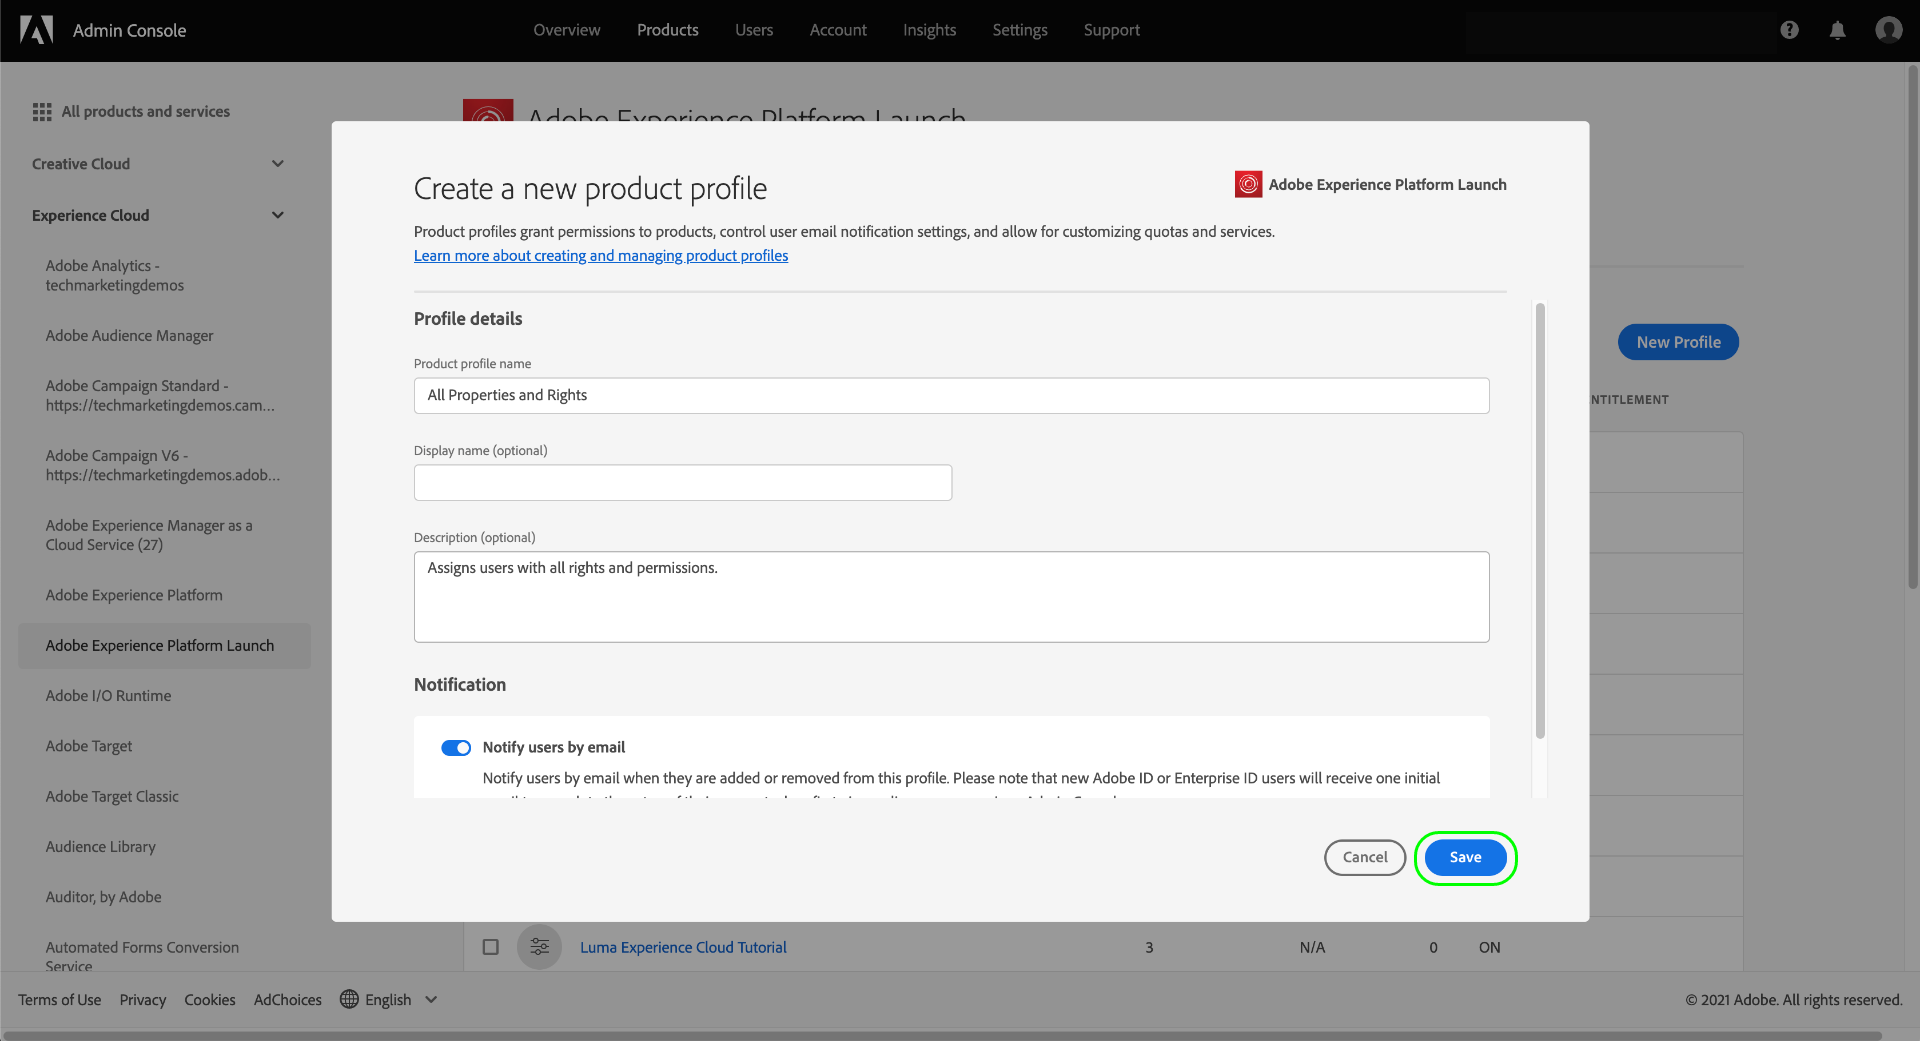 Admin Console
Overview
Products
Users
Account
Insights
Settings
Support
All products and services
Creative Cloud
Experience Cloud
Adobe Analytics -
techmarketingdemos
Adobe Audience Manager
Adobe Campaign Standard -
https://techmarketingdemos.cam...
Adobe Campaign V6 -
https://techmarketingdemos.adob...
Adobe Experience Manager as a
Cloud Service (27)
Adobe Experience Platform
Adobe Experience Platform Launch
Adobe I/O Runtime
Adobe Target
Adobe Target Classic
Audience Library
Auditor, by Adobe
Automated Forms Conversion
Service
Adobe Experience Platform Launch
Create a new product profile
Adobe Experience Platform Launch
Product profiles grant permissions to products, control user email notification settings, and allow for customizing quotas and services.
Learn more about creating and managing product profiles
Profile details
Product profile name
All Properties and Rights
Display name (optional)
Description (optional)
Assigns users with all rights and permissions.
Notification
Notify users by email
Notify users by email when they are added or removed from this profile. Please note that new Adobe ID or Enterprise ID users will receive one initial
Cancel
Save
New Profile
NTITLEMENT
Luma Experience Cloud Tutorial
3
N/A
0
ON
Terms of Use
Privacy
Cookies
AdChoices
English
© 2021 Adobe. All rights reserved.